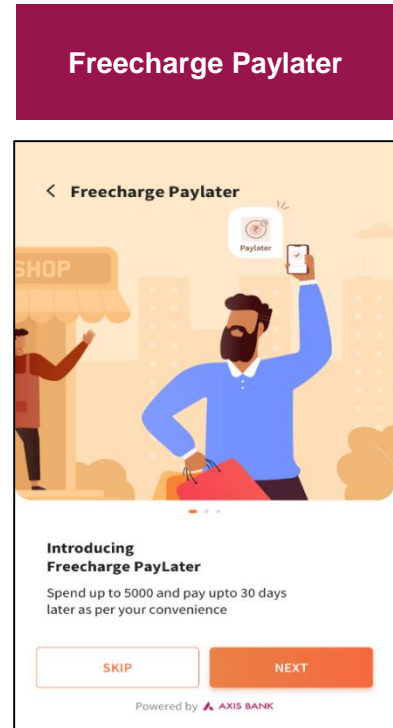 Freecharge Paylater
< Freecharge Paylater
Paylater
SHOP
Introducing
Freecharge PayLater
Spend up to 5000 and pay upto 30 days
later as per your convenience
SKIP
NEXT
Powered by AXIS BANK